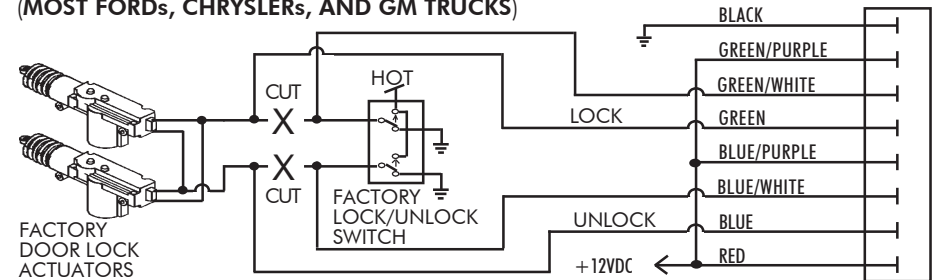 (MOST FORDs, CHRYSLERs, AND GM TRUCKS)
BLACK
GREEN/PURPLE
HOT
CUT
X
GREEN/WHITE
LOCK
GREEN
BLUE/PURPLE
X
CUT
BLUE/WHITE
FACTORY
LOCK/UNLOCK
SWITCH
UNLOCK
BLUE
FACTORY
DOOR LOCK
ACTUATORS
+12VDC
RED